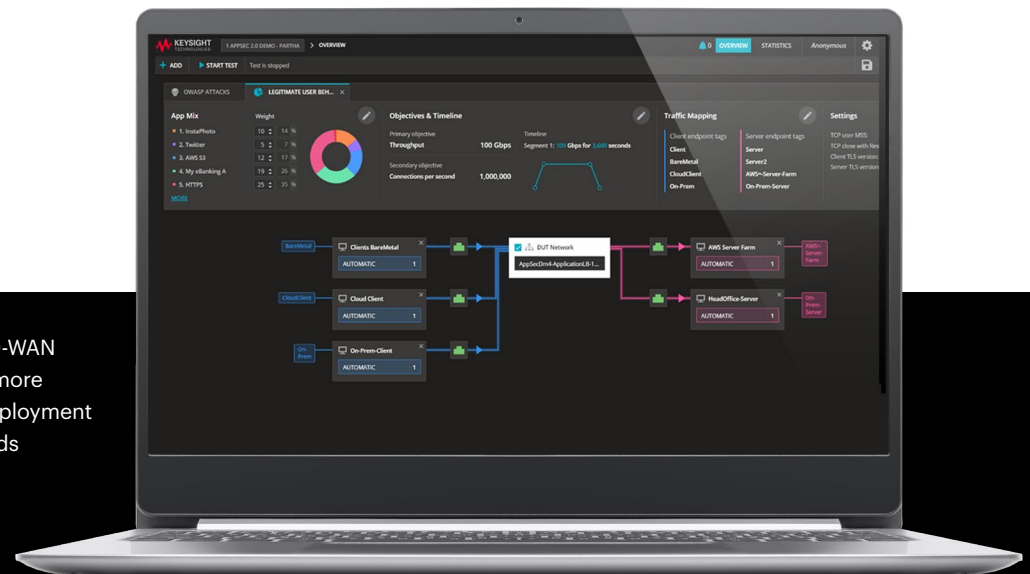 KEYSIGHT
TECHNOLOGIES
1 APPSEC 2.0 DEMO - PARTHA > OVERVIEW
0 OVERVIEW STATISTICS Anonymous
+ ADD START TEST Test is stopped
OWASP ATTACKS LEGITIMATE USER BEH... ×
App Mix Weight
1. InstaPhoto 10 14 %
2. Twitter 5 7 %
3. AWS S3 12 17 %
4. My eBanking A 19 26 %
5. HTTPS 25 35 %
MORE
Objectives & Timeline
Primary objective
Throughput 100 Gbps
Secondary objective
Connections per second 1,000,000
Timeline
Segment 1: 100 Gbps for 3,600 seconds
Traffic Mapping
Client endpoint tags
Client
BareMetal
CloudClient
On-Prem
Server endpoint tags
Server
Server2
AWS-Server-Farm
On-Prem-Server
Settings
TCP user MSS:
TCP close with Res
Client TLS version:
Server TLS version
BareMetal
Clients BareMetal ×
AUTOMATIC 1
CloudClient
Cloud Client ×
AUTOMATIC 1
On-
Prem
On-Prem-Client ×
AUTOMATIC 1
DUT Network
AppSecDm4-ApplicationLB-1...
AWS Server Farm ×
AUTOMATIC 1
AWS-
Server-
Farm
HeadOffice-Server ×
AUTOMATIC 1
On-
Prem-
Server
-WAN
more
ployment
ds